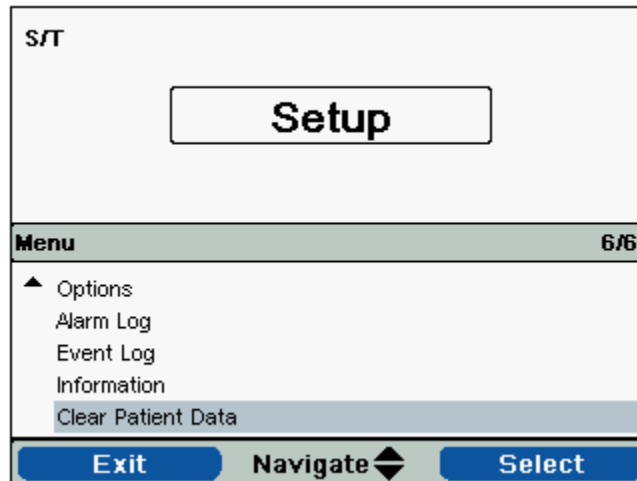 S/T
Setup
Menu 6/6
Options
Alarm Log
Event Log
Information
Clear Patient Data
Exit Navigate Select